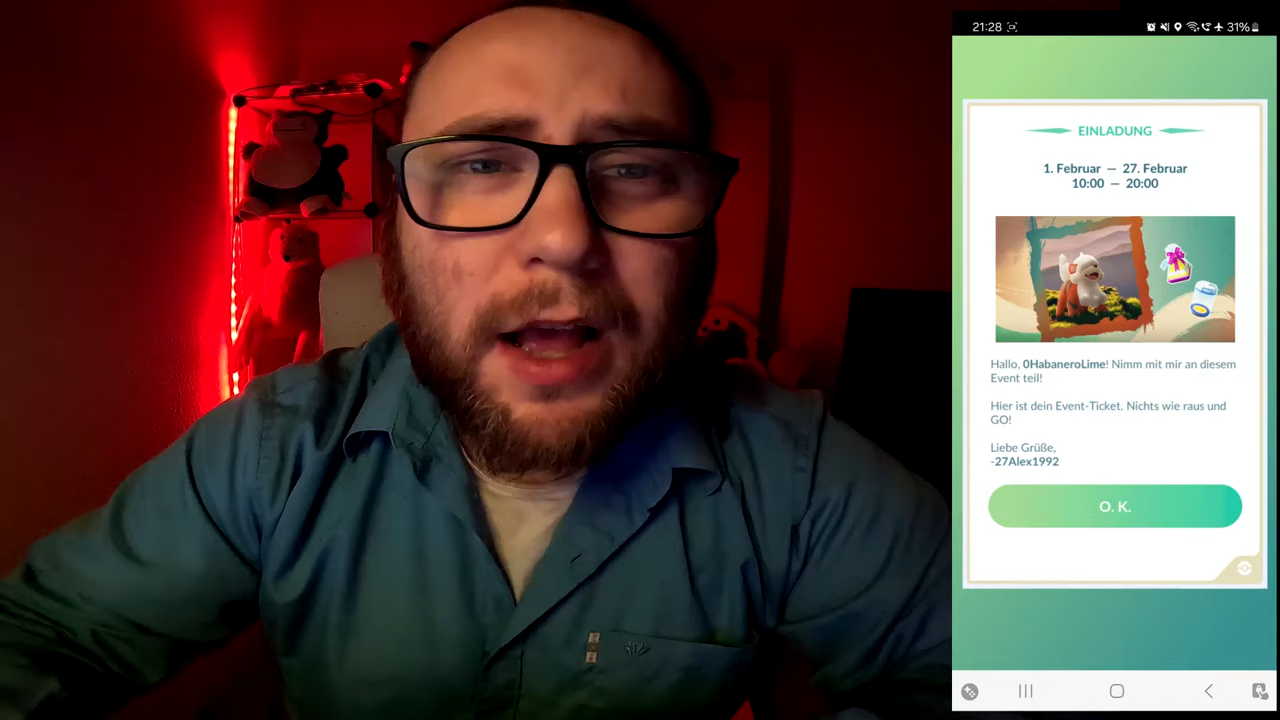 21:28
31%
EINLADUNG
1. Februar — 27. Februar
10:00 — 20:00
Hallo, 0HabaneroLime! Nimm mit mir an diesem
Event teil!
Hier ist dein Event-Ticket. Nichts wie raus und
GO!
Liebe Grüße,
-27Alex1992
O. K.